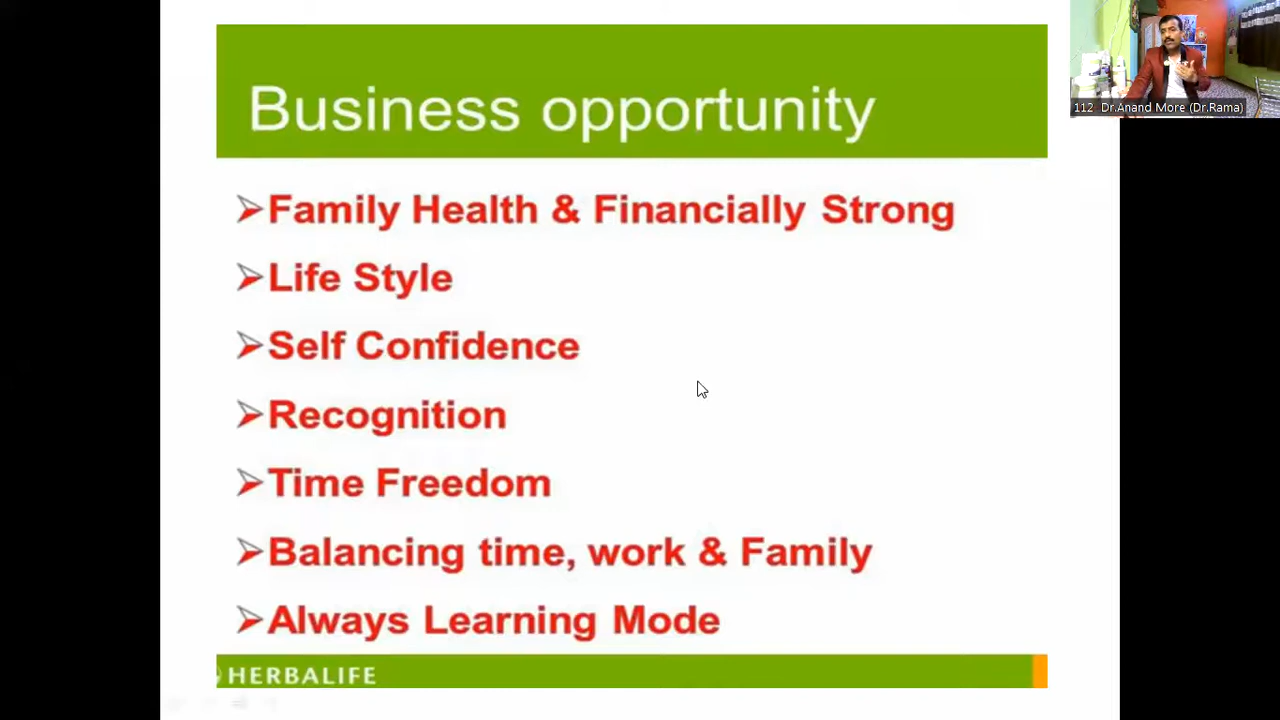 Business opportunity
112 Dr.Anand More (Dr.Rama)
➢Family Health & Financially Strong
➢Life Style
➢Self Confidence
➢Recognition
➢Time Freedom
➢Balancing time, work & Family
➢Always Learning Mode
HERBALIFE